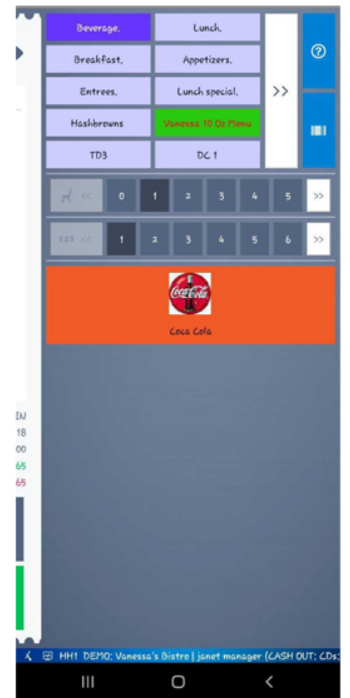 Beverage, Lunch,
Breakfast, Appetizers,
Entrees, Lunch special, >>
Hashbrowns Vanessa 10 Oz Menu
TD3 DC 1
<< 0 1 2 3 4 5 >>
123 << 1 2 3 4 5 6 >>
Coca Cola
Coca Cola
IN
18
00
65
65
HH1 DEMO: Vanessa's Bistro | janet manager (CASH OUT: CDs: